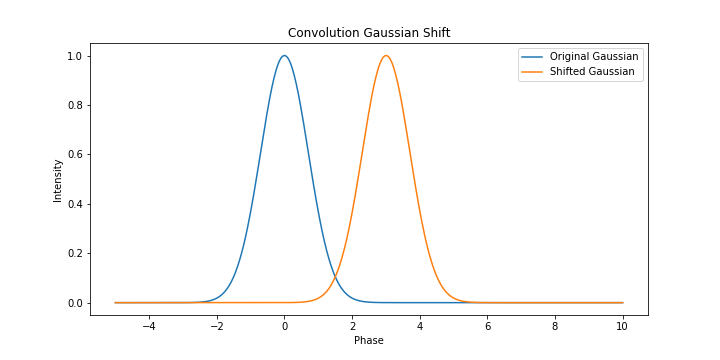 Convolution Gaussian Shift
Original Gaussian
Shifted Gaussian
Intensity
1.0
0.8
0.6
0.4
0.2
0.0
−4 −2 0 2 4 6 8 10
Phase